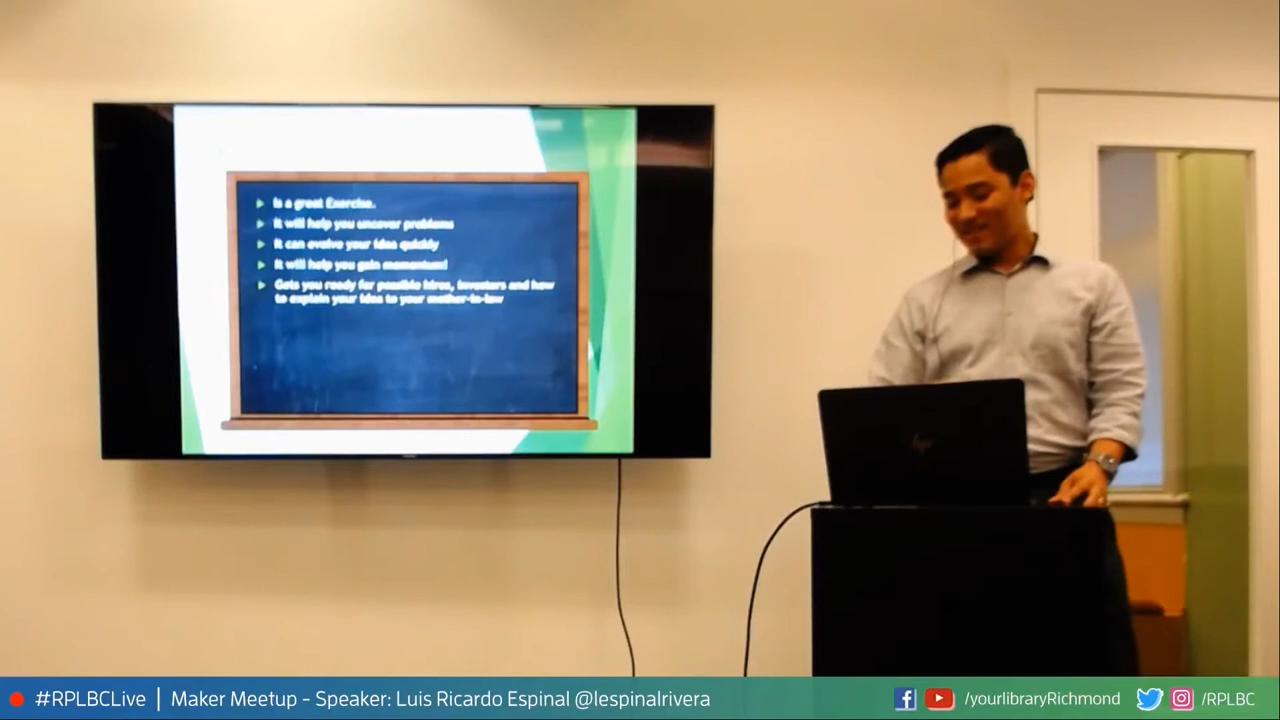 Is a great Exercise.
It will help you uncover problems
It can evolve your idea quickly
It will help you gain momentum!
Gets you ready for possible hires, investors and how
to explain your idea to your mother-in-law
hp
#RPLBCLive | Maker Meetup - Speaker: Luis Ricardo Espinal @lespinalrivera
/yourlibraryRichmond
/RPLBC